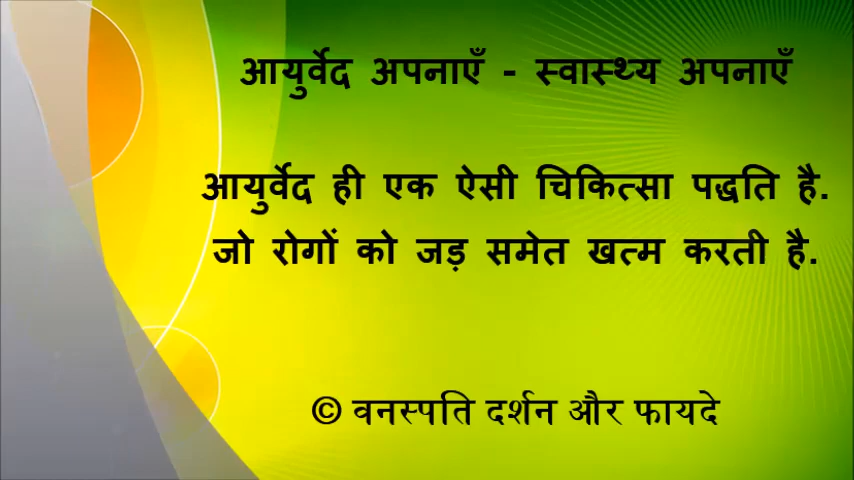 आयुर्वेद अपनाएँ - स्वास्थ्य अपनाएँ
आयुर्वेद ही एक ऐसी चिकित्सा पद्धति है.
जो रोगों को जड़ समेत खत्म करती है.
© वनस्पति दर्शन और फायदे